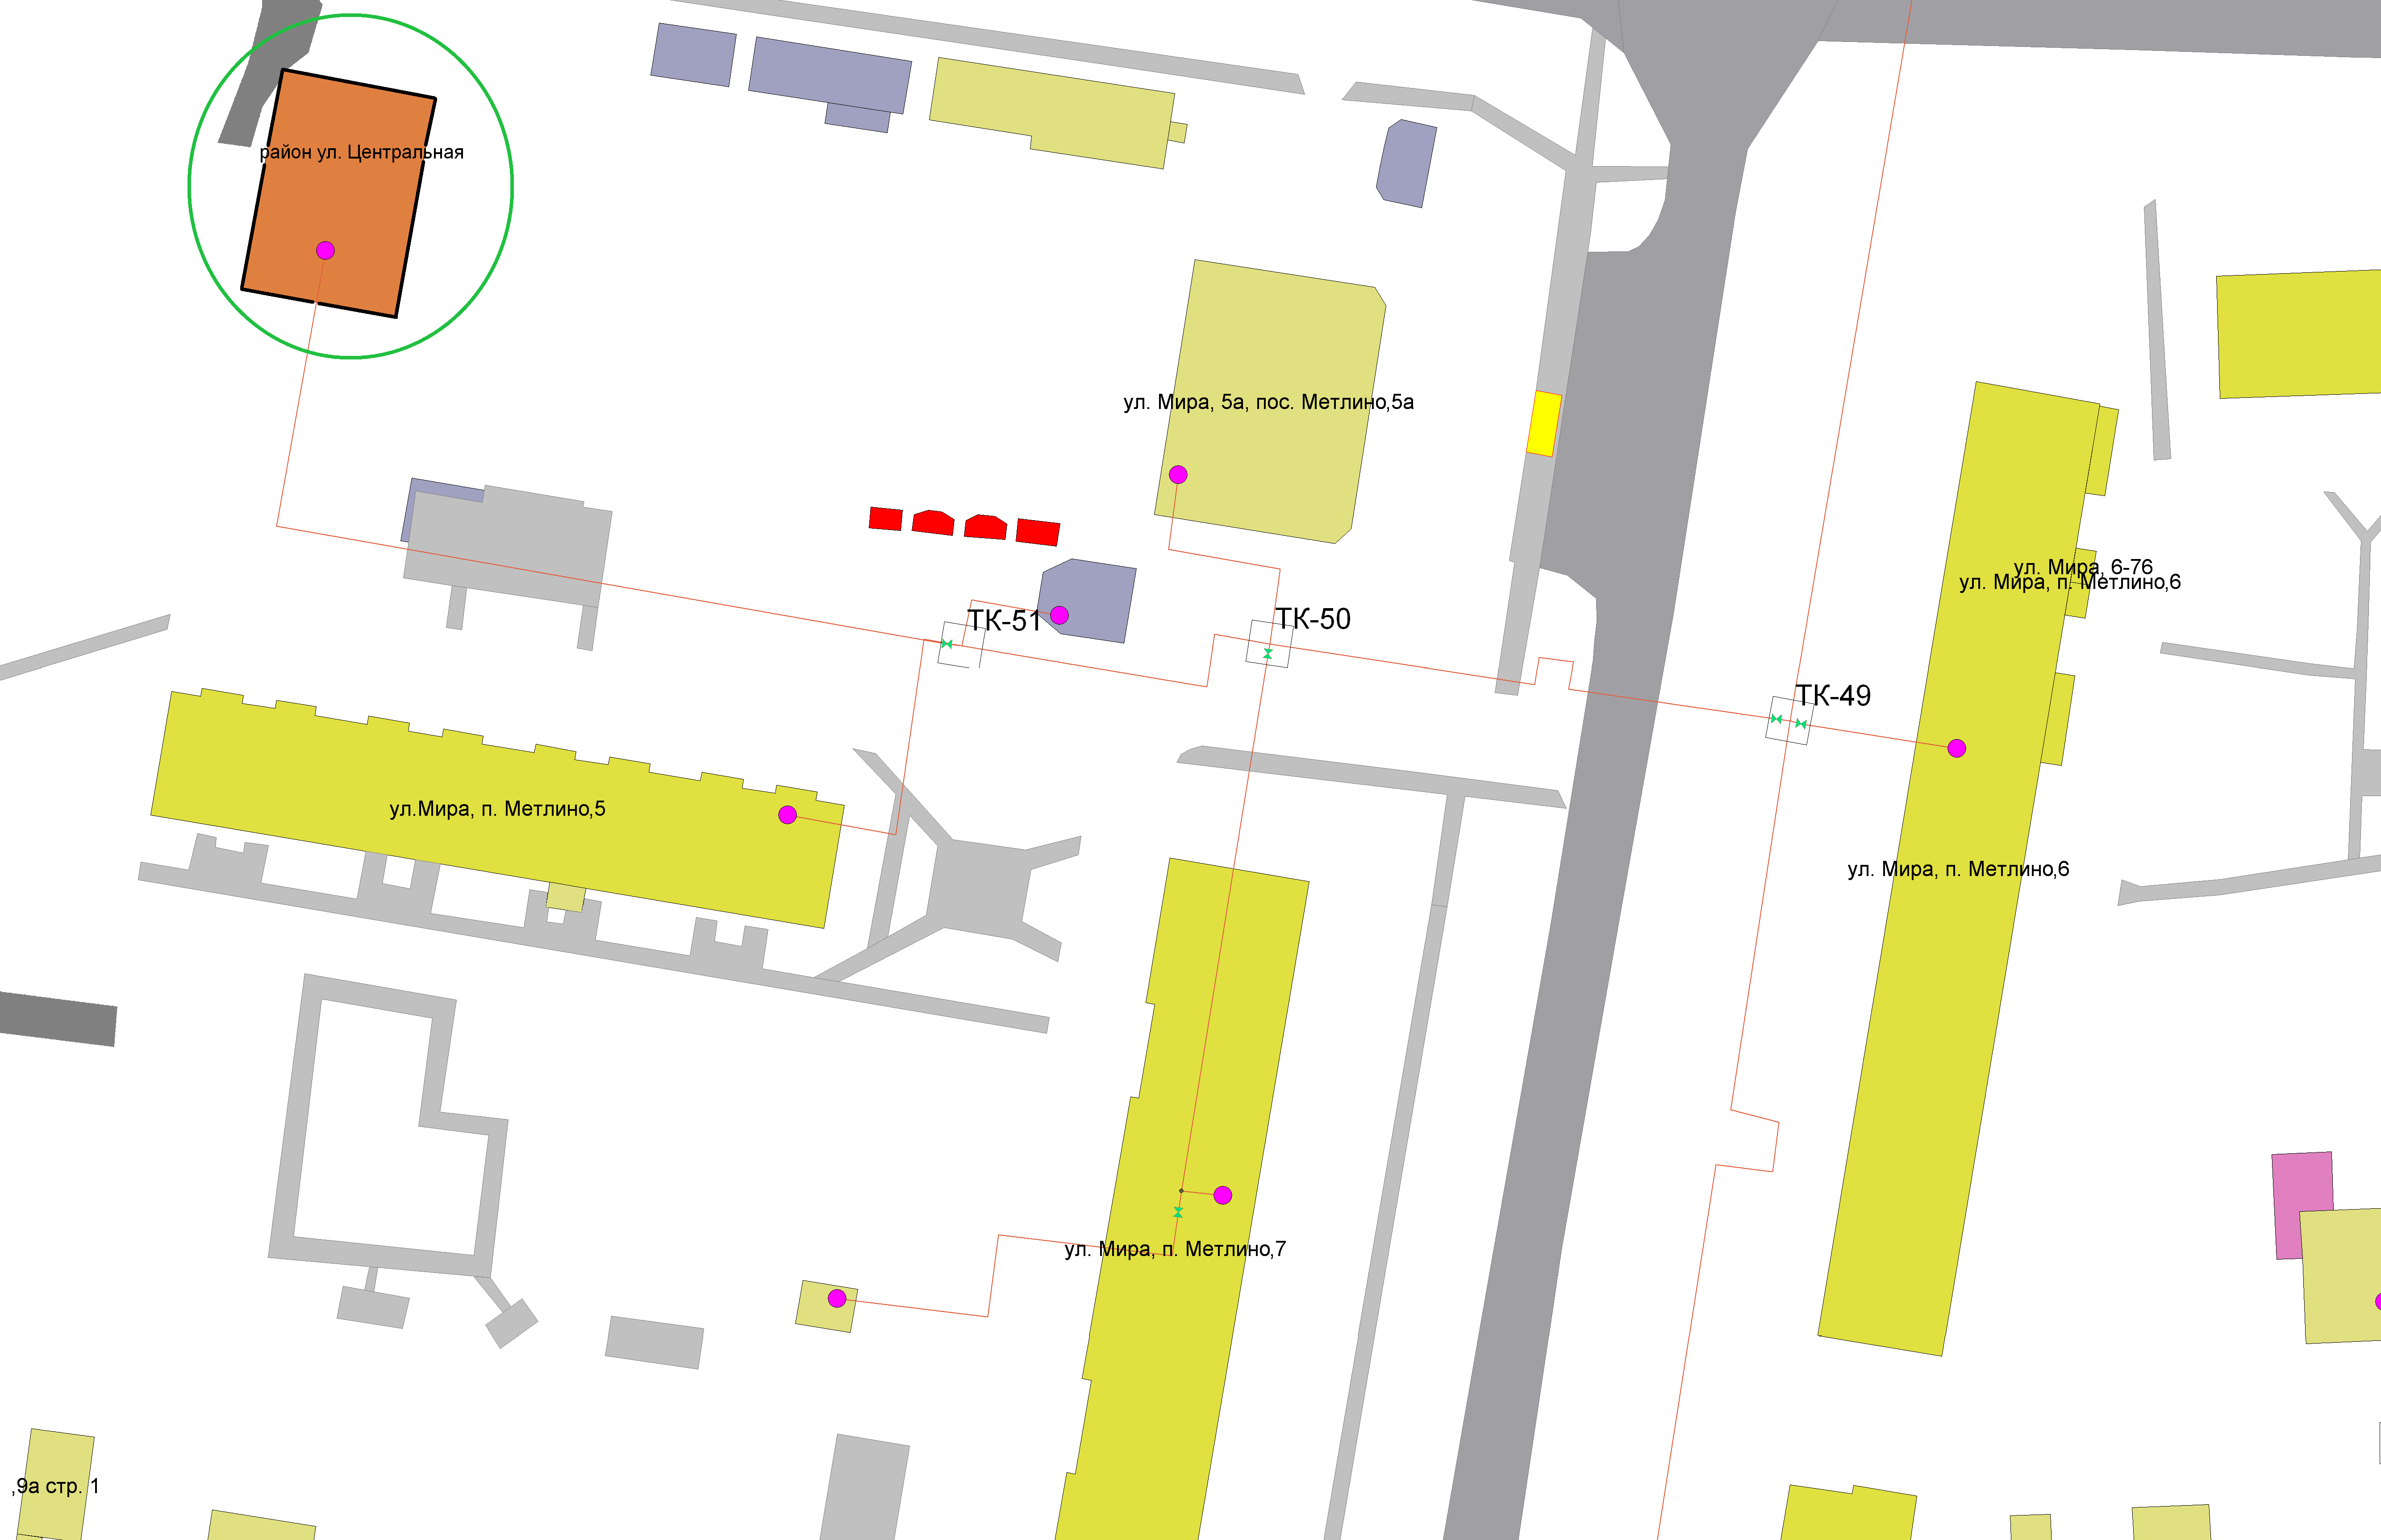 район ул. Центральная
ул. Мира, 5а, пос. Метлино,5а
ул. Мира, 6-76
ул. Мира, п. Метлино,6
ТК-51
ТК-50
ТК-49
ул.Мира, п. Метлино,5
ул. Мира, п. Метлино,6
ул. Мира, п. Метлино,7
,9а стр. 1